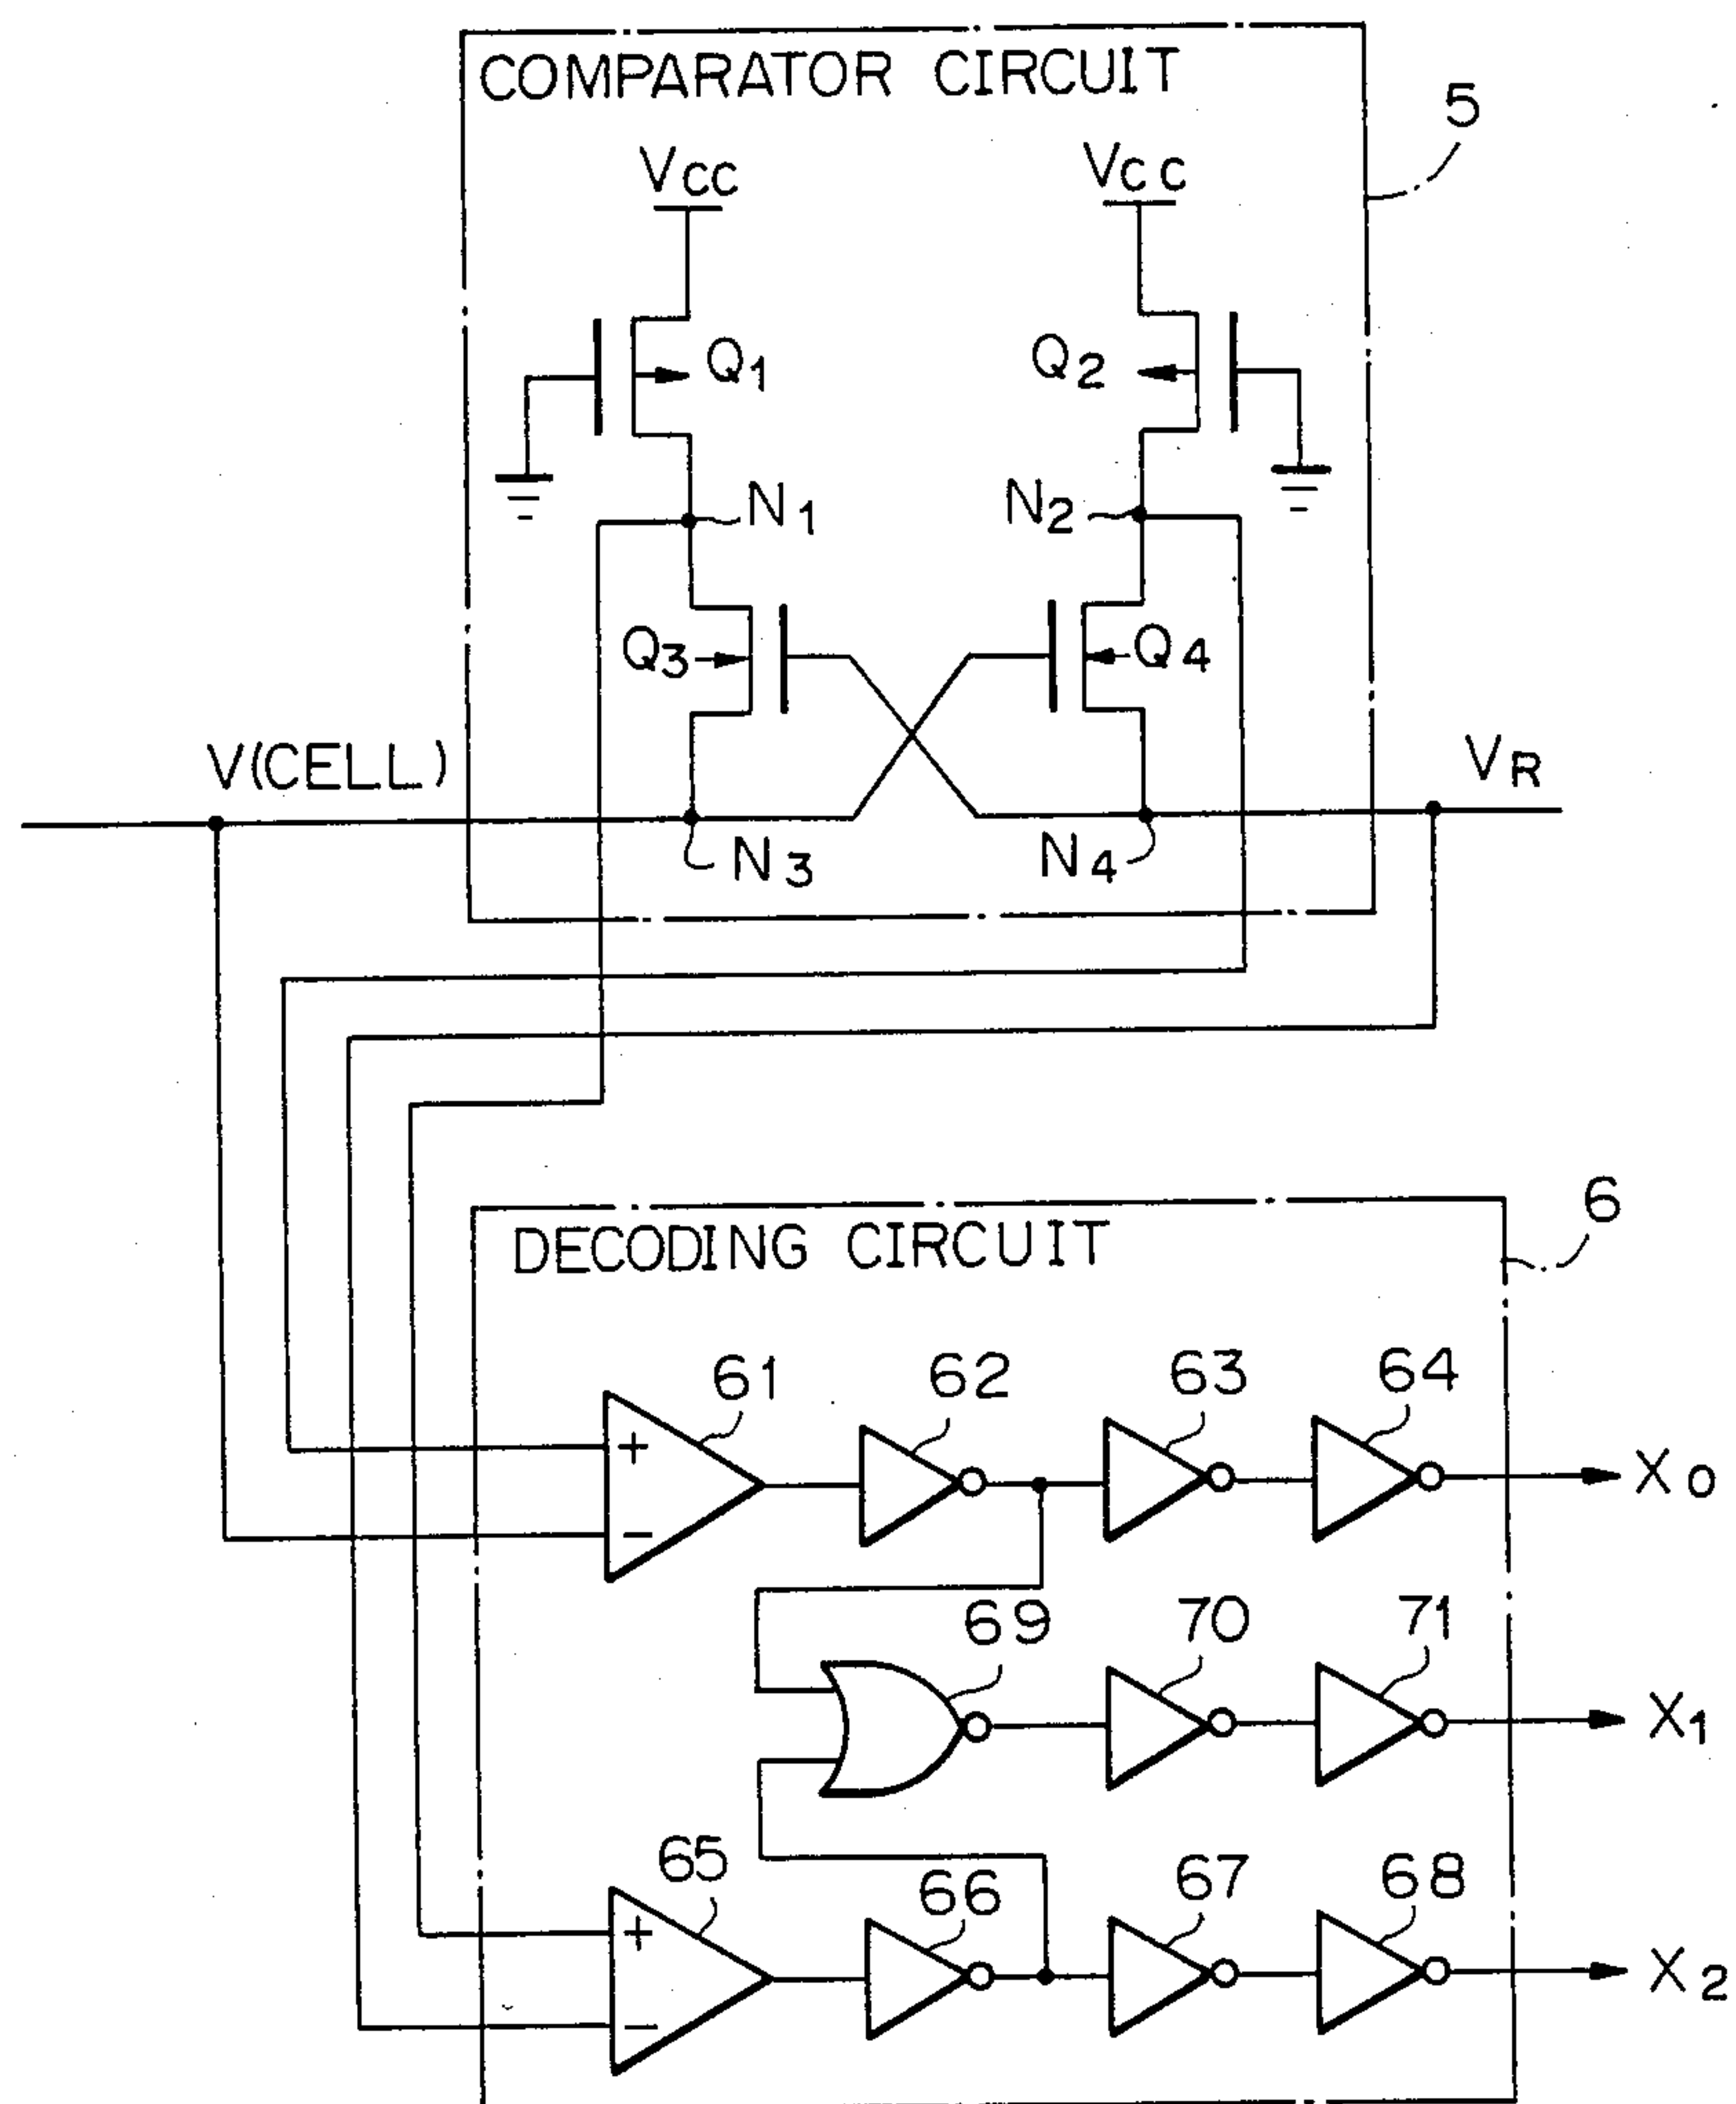 COMPARATOR CIRCUIT
5
VCC
VCC
Q1
Q2
N1
N2
Q3
Q4
V(CELL)
VR
N3
N4
6
DECODING CIRCUIT
61
62
63
64
+
−
X0
69
70
71
X1
65
66
67
68
+
−
X2